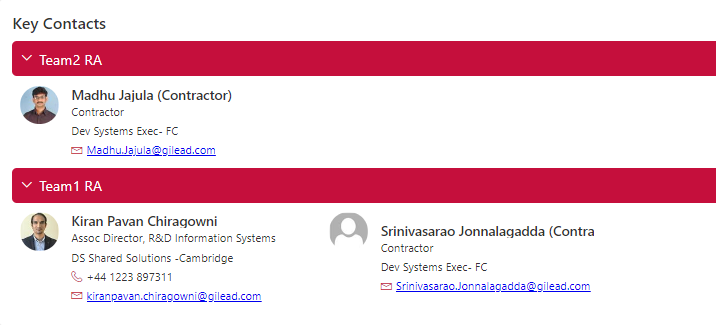 Key Contacts
Team2 RA
Madhu Jajula (Contractor)
Contractor
Dev Systems Exec- FC
Madhu.Jajula@gilead.com
Team1 RA
Kiran Pavan Chiragowni
Assoc Director, R&D Information Systems
DS Shared Solutions -Cambridge
+44 1223 897311
kiranpavan.chiragowni@gilead.com
Srinivasarao Jonnalagadda (Contra
Contractor
Dev Systems Exec- FC
Srinivasarao.Jonnalagadda@gilead.com